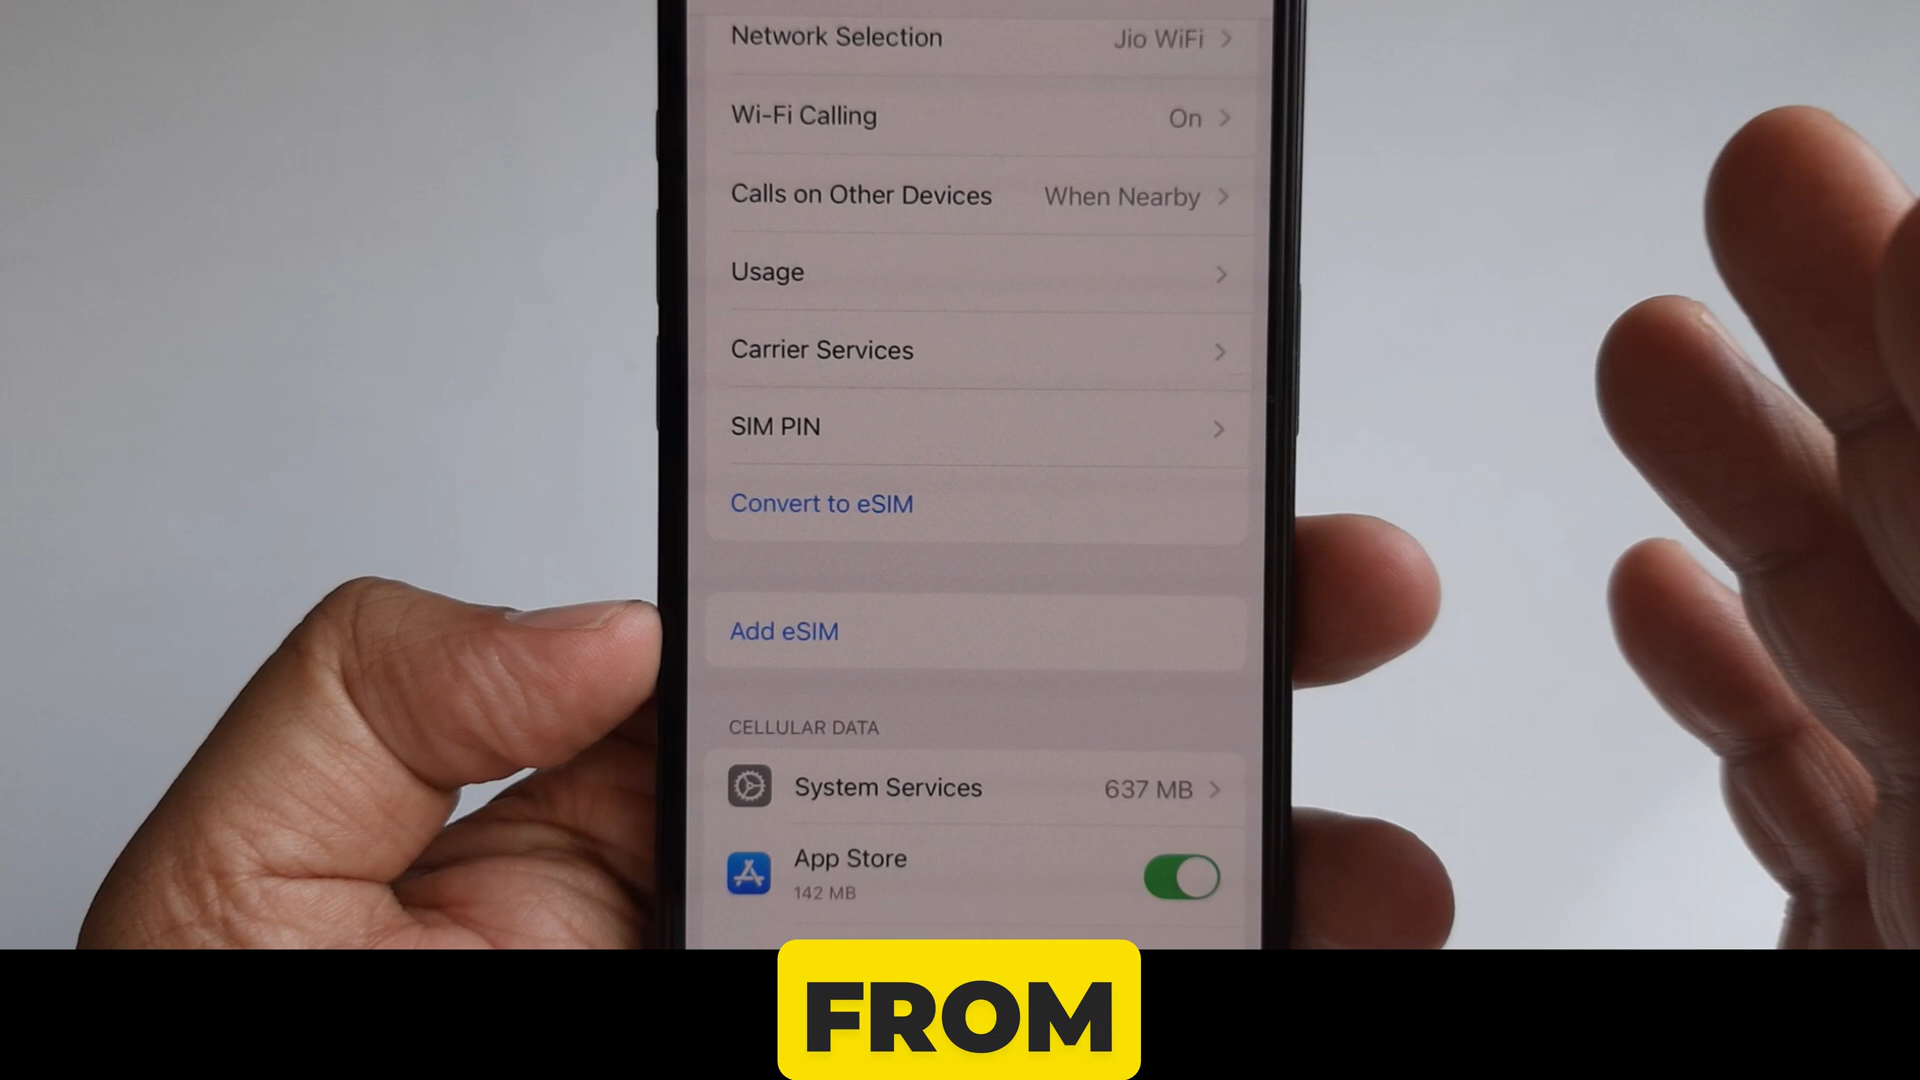 Network Selection Jio WiFi
Wi-Fi Calling On
Calls on Other Devices When Nearby
Usage
Carrier Services
SIM PIN
Convert to eSIM
Add eSIM
CELLULAR DATA
System Services 637 MB
App Store
142 MB
FROM